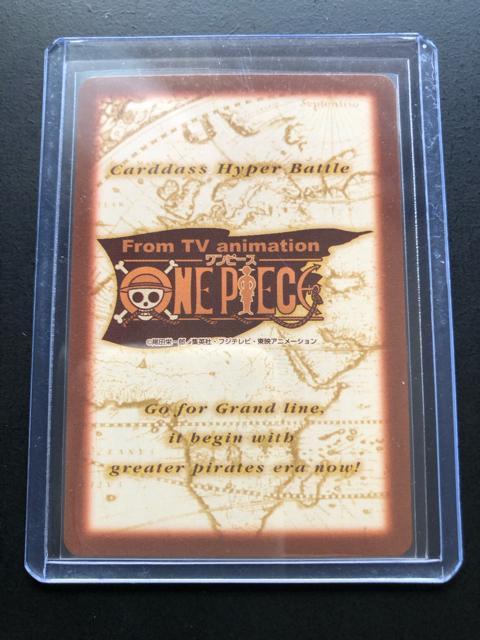 Septentrio
Carddass Hyper Battle
From TV animation
ワンピース
ONE PIECE
©尾田栄一郎/集英社・フジテレビ・東映アニメーション
Go for Grand line,
it begin with
greater pirates era now!